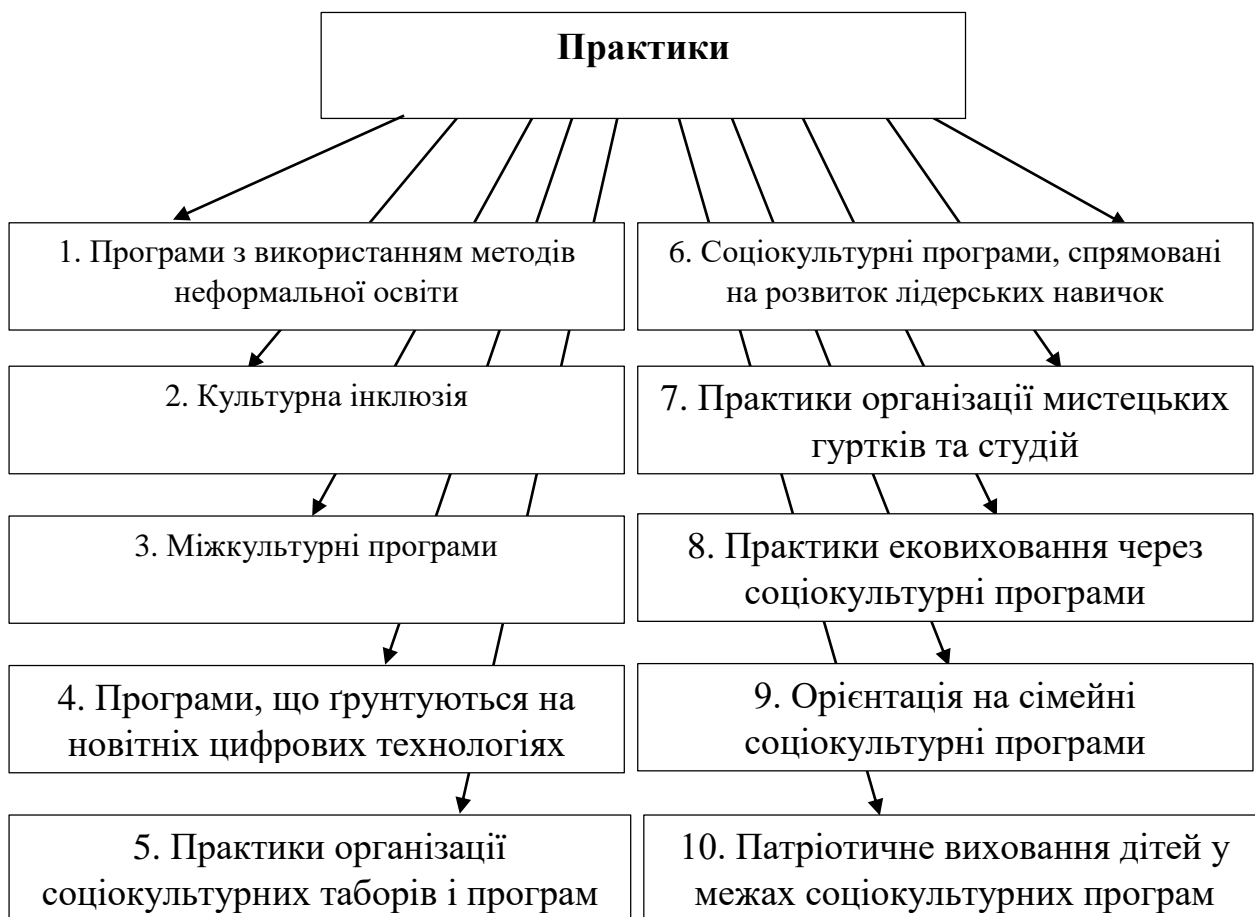 Практики
1. Програми з використанням методів
неформальної освіти
2. Культурна інклюзія
3. Міжкультурні програми
4. Програми, що ґрунтуються на
новітніх цифрових технологіях
5. Практики організації
соціокультурних таборів і програм
6. Соціокультурні програми, спрямовані
на розвиток лідерських навичок
7. Практики організації мистецьких
гуртків та студій
8. Практики ековиховання через
соціокультурні програми
9. Орієнтація на сімейні
соціокультурні програми
10. Патріотичне виховання дітей у
межах соціокультурних програм